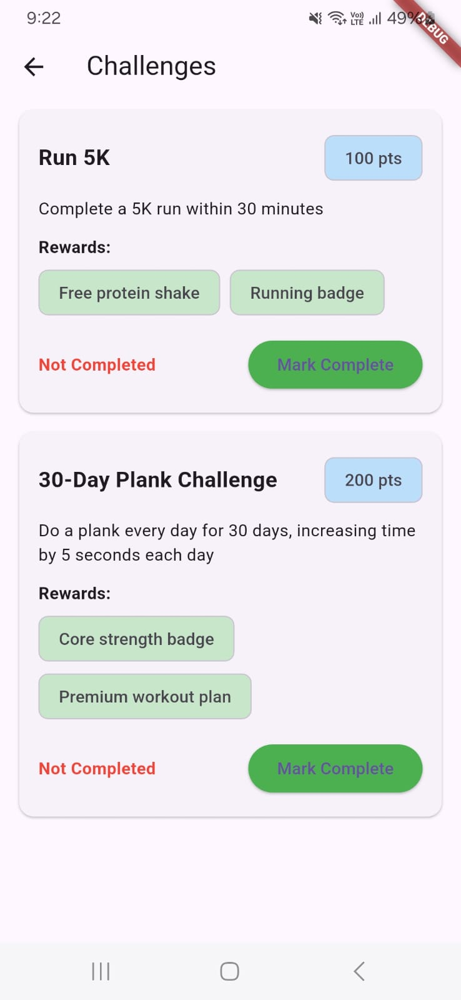 9:22
Vo))
LTE
49%
DEBUG
Challenges
Run 5K
100 pts
Complete a 5K run within 30 minutes
Rewards:
Free protein shake
Running badge
Not Completed
Mark Complete
30-Day Plank Challenge
200 pts
Do a plank every day for 30 days, increasing time
by 5 seconds each day
Rewards:
Core strength badge
Premium workout plan
Not Completed
Mark Complete